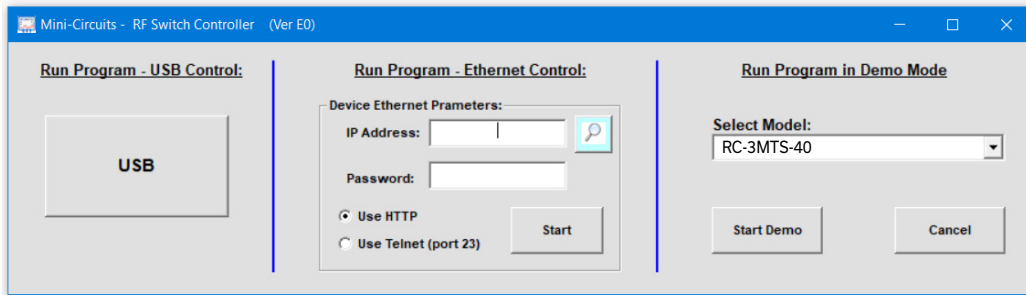 Mini-Circuits - RF Switch Controller (Ver E0)
Run Program - USB Control:
USB
Run Program - Ethernet Control:
Device Ethernet Prameters:
IP Address:
Password:
Use HTTP
Use Telnet (port 23)
Start
Run Program in Demo Mode
Select Model:
RC-3MTS-40
Start Demo
Cancel